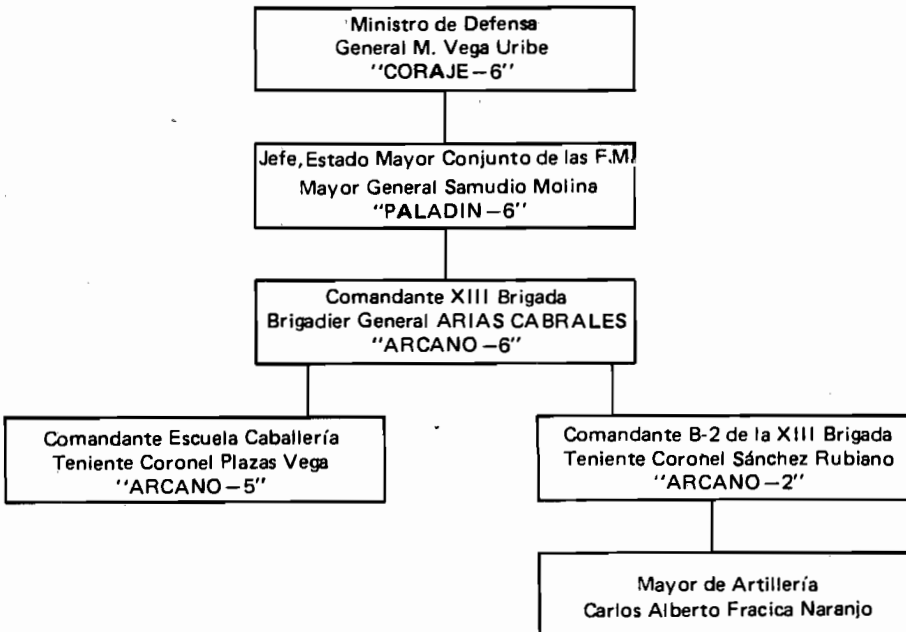 Ministro de Defensa
General M. Vega Uribe
"CORAJE–6"
Jefe, Estado Mayor Conjunto de las F.M.
Mayor General Samudio Molina
"PALADIN–6"
Comandante XIII Brigada
Brigadier General ARIAS CABRALES
"ARCANO–6"
Comandante Escuela Caballería
Teniente Coronel Plazas Vega
"ARCANO–5"
Comandante B-2 de la XIII Brigada
Teniente Coronel Sánchez Rubiano
"ARCANO–2"
Mayor de Artillería
Carlos Alberto Fracica Naranjo